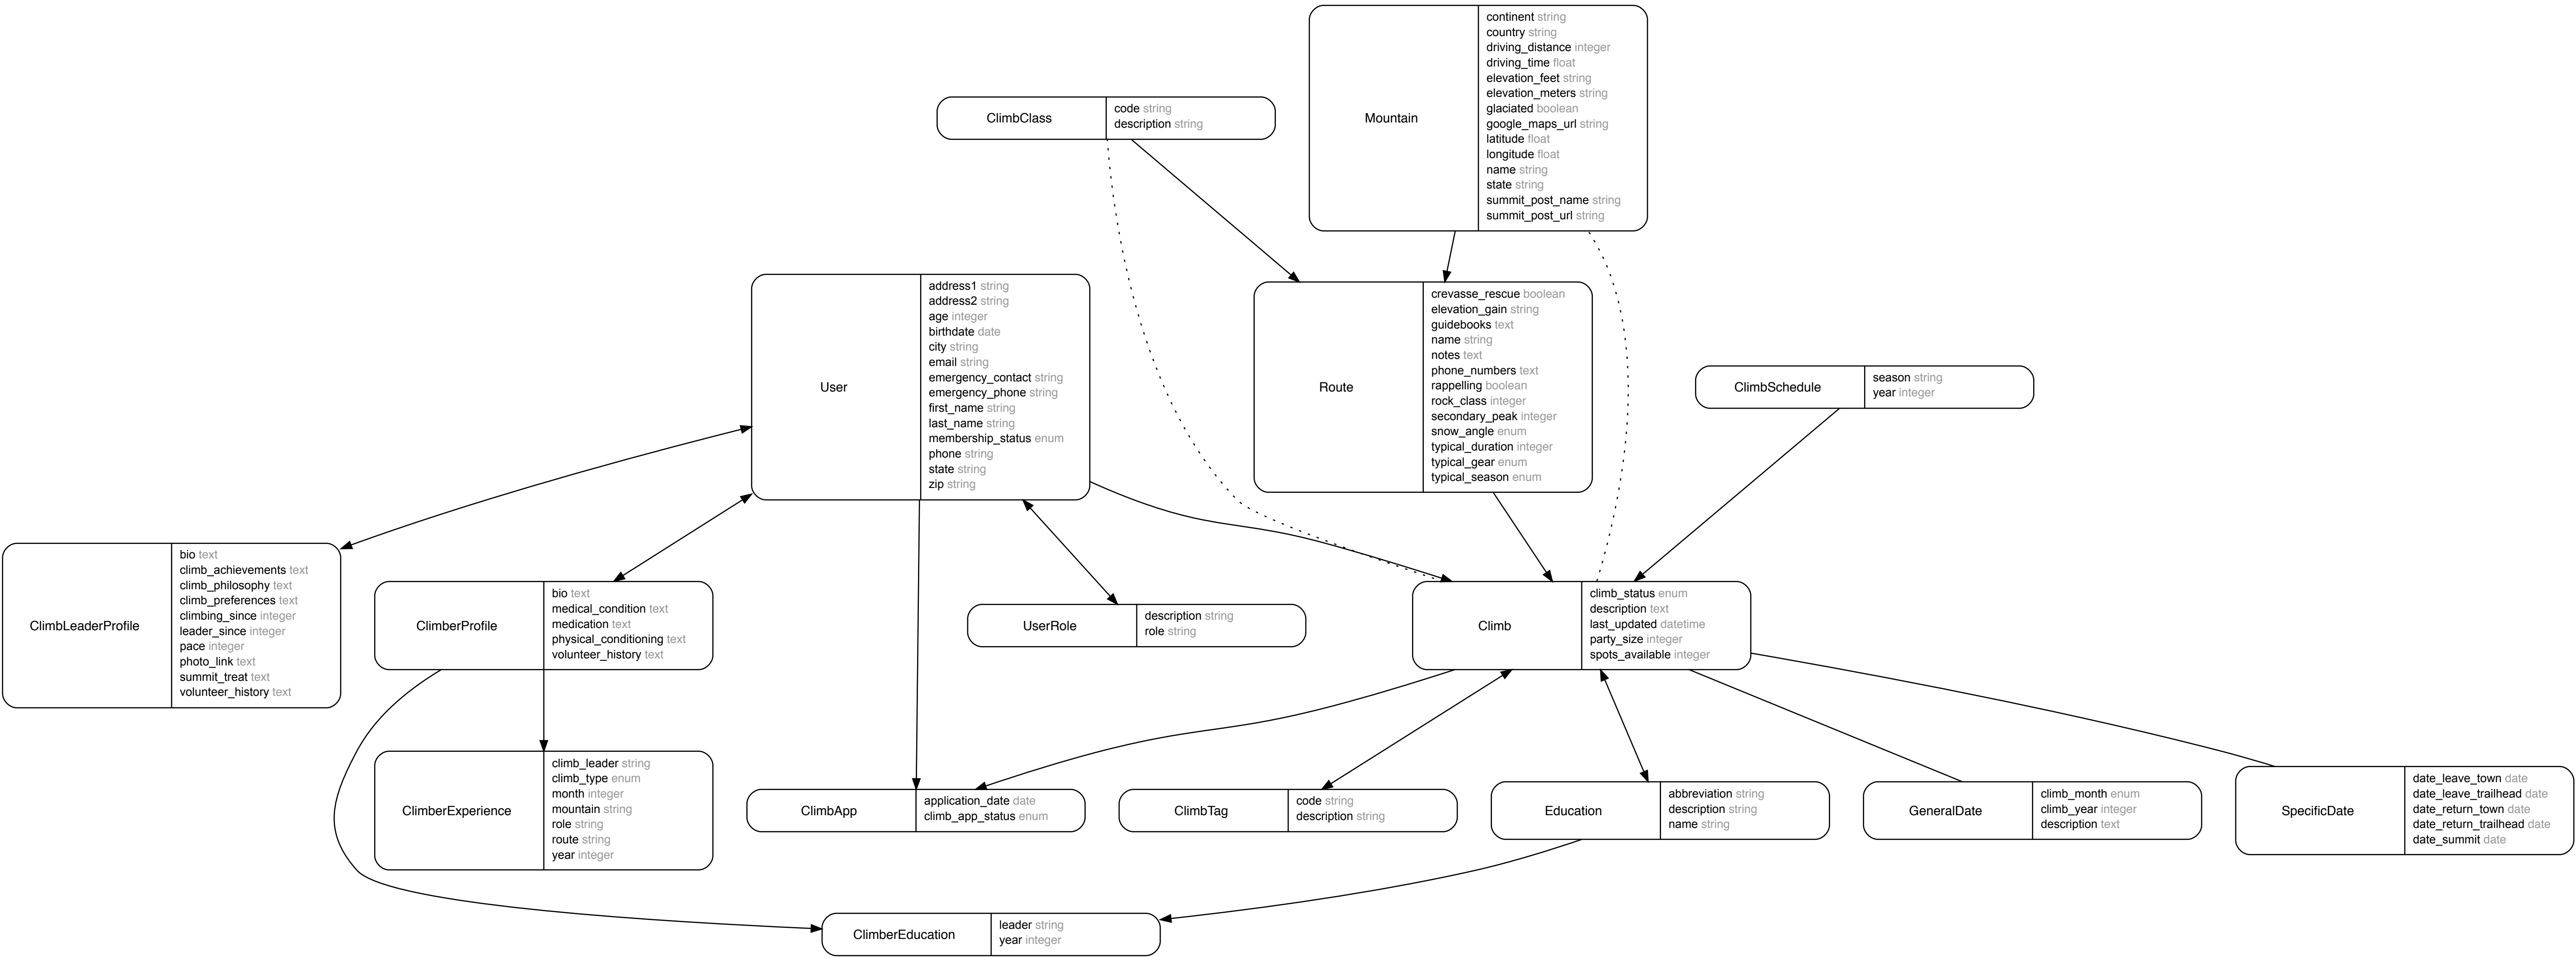 Mountain
continent string
country string
driving_distance integer
driving_time float
elevation_feet string
elevation_meters string
glaciated boolean
google_maps_url string
latitude float
longitude float
name string
state string
summit_post_name string
summit_post_url string
ClimbClass
code string
description string
User
address1 string
address2 string
age integer
birthdate date
city string
email string
emergency_contact string
emergency_phone string
first_name string
last_name string
membership_status enum
phone string
state string
zip string
Route
crevasse_rescue boolean
elevation_gain string
guidebooks text
name string
notes text
phone_numbers text
rappelling boolean
rock_class integer
secondary_peak integer
snow_angle enum
typical_duration integer
typical_gear enum
typical_season enum
ClimbSchedule
season string
year integer
ClimbLeaderProfile
bio text
climb_achievements text
climb_philosophy text
climb_preferences text
climbing_since integer
leader_since integer
pace integer
photo_link text
summit_treat text
volunteer_history text
ClimberProfile
bio text
medical_condition text
medication text
physical_conditioning text
volunteer_history text
UserRole
description string
role string
Climb
climb_status enum
description text
last_updated datetime
party_size integer
spots_available integer
ClimberExperience
climb_leader string
climb_type enum
month integer
mountain string
role string
route string
year integer
ClimbApp
application_date date
climb_app_status enum
ClimbTag
code string
description string
Education
abbreviation string
description string
name string
GeneralDate
climb_month enum
climb_year integer
description text
SpecificDate
date_leave_town date
date_leave_trailhead date
date_return_town date
date_return_trailhead date
date_summit date
ClimberEducation
leader string
year integer